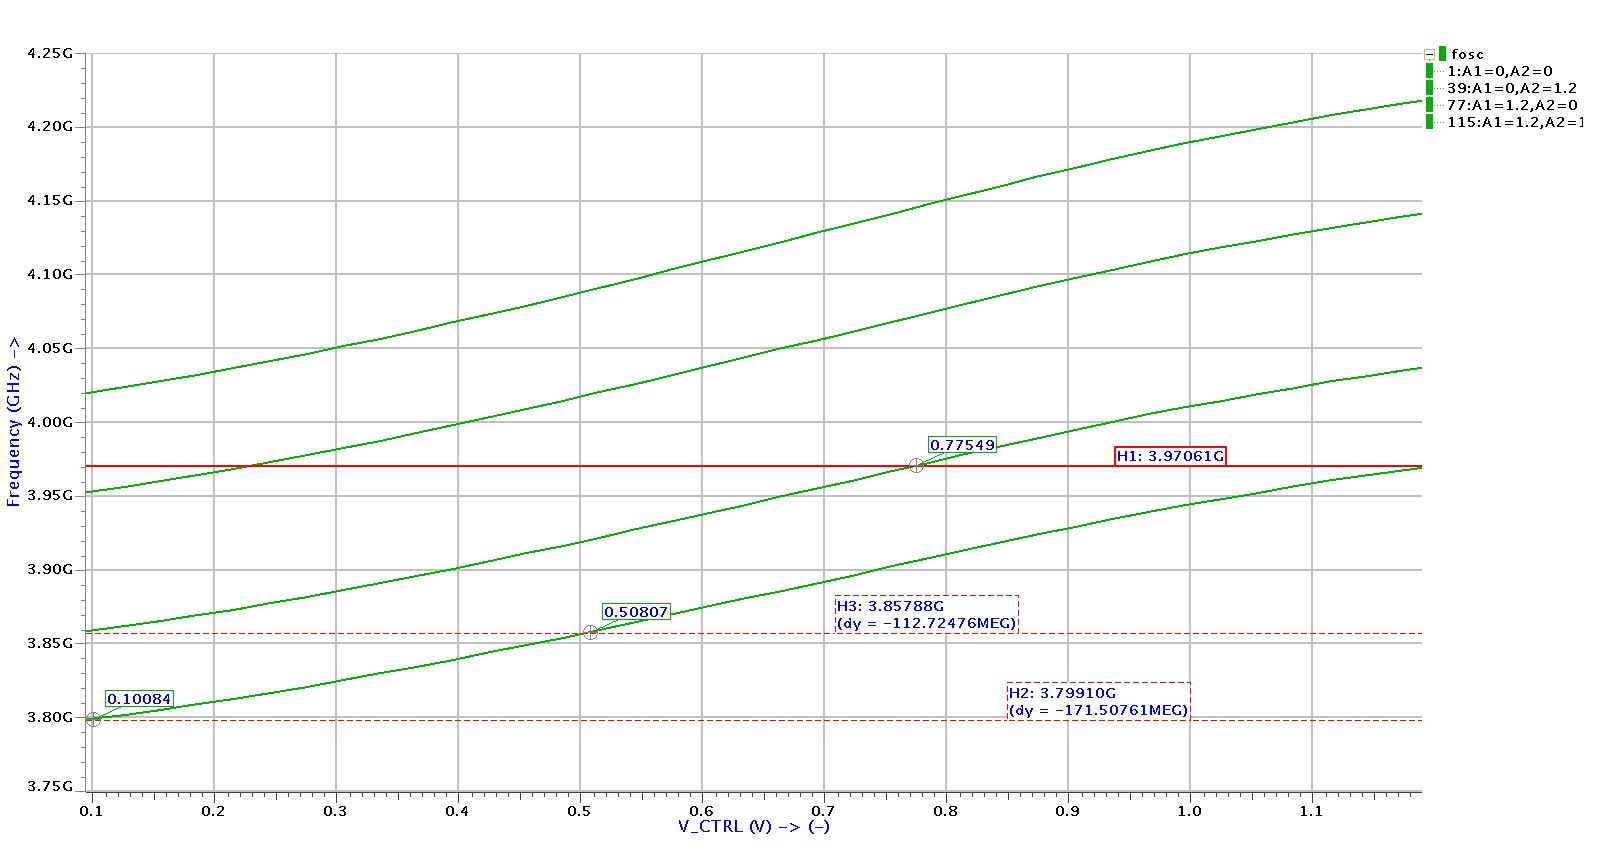 4.25G
4.20G
4.15G
4.10G
4.05G
4.00G
3.95G
3.90G
3.85G
3.80G
3.75G
Frequency (GHz) −>
fosc
1:A1=0,A2=0
39:A1=0,A2=1.2
77:A1=1.2,A2=0
115:A1=1.2,A2=1
0.77549
H1: 3.97061G
0.50807
H3: 3.85788G
(dy = −112.72476MEG)
0.10084
H2: 3.79910G
(dy = −171.50761MEG)
0.1 0.2 0.3 0.4 0.5 0.6 0.7 0.8 0.9 1.0 1.1
V_CTRL (V) −> (−)